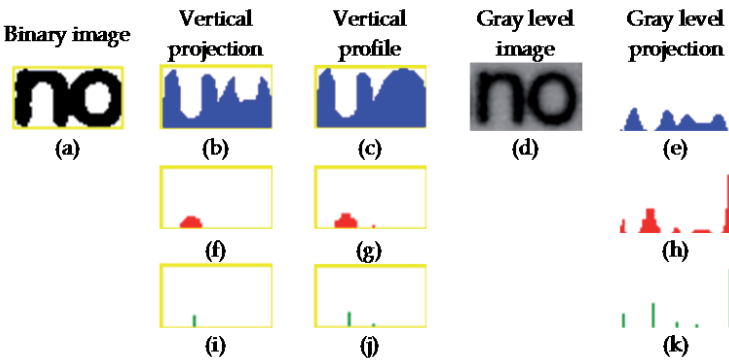 Binary image Vertical projection Vertical profile Gray level image Gray level projection
no no
(a) (b) (c) (d) (e)
(f) (g) (h)
(i) (j) (k)